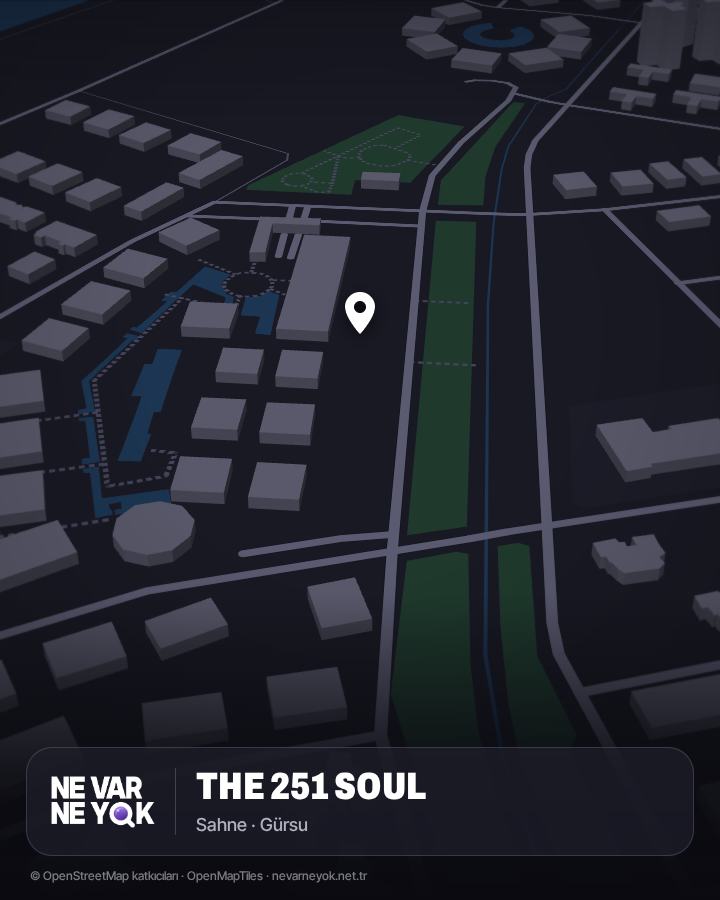 NE VAR
NE YOK
THE 251 SOUL
Sahne · Gürsu
© OpenStreetMap katkıcıları · OpenMapTiles · nevarneyok.net.tr